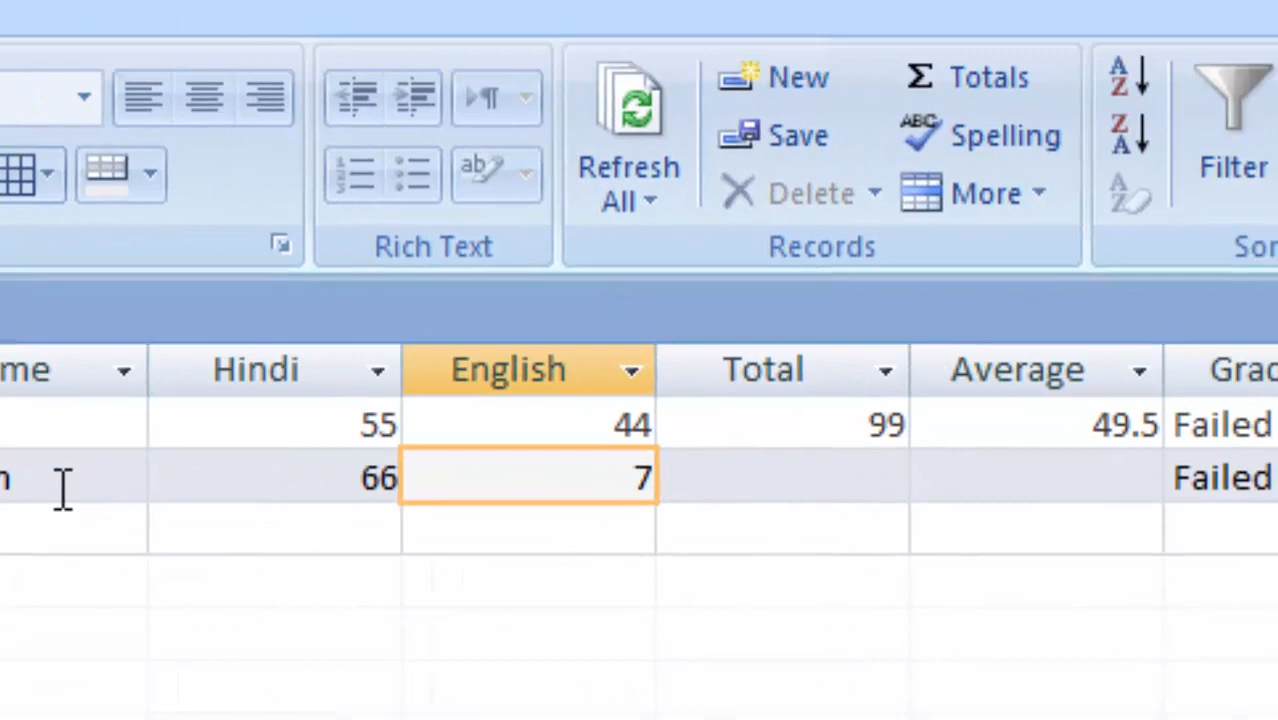 New
Totals
Save
ABC
Spelling
Refresh
All
Delete
More
Filter
Rich Text
Records
Hindi
English
Total
Average
55
44
99
49.5
Failed
66
7
Failed